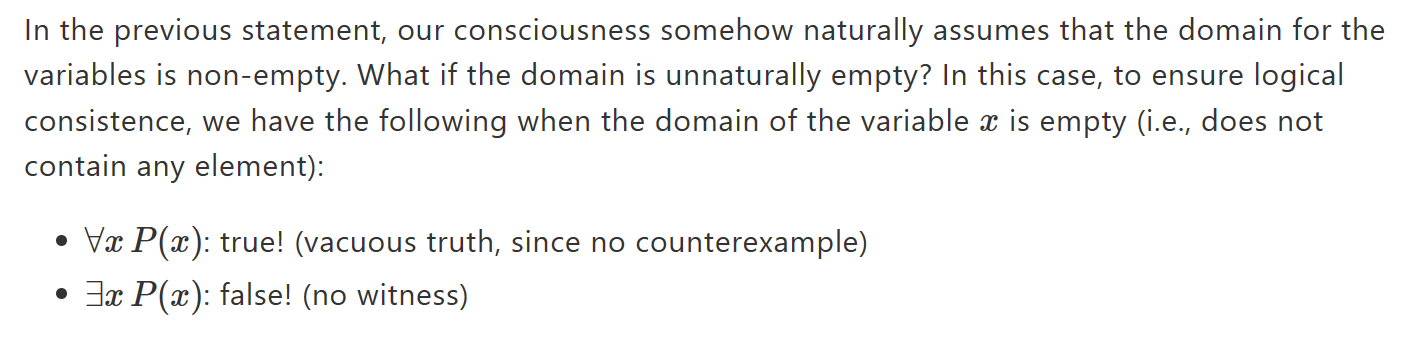 In the previous statement, our consciousness somehow naturally assumes that the domain for the
variables is non-empty. What if the domain is unnaturally empty? In this case, to ensure logical
consistence, we have the following when the domain of the variable x is empty (i.e., does not
contain any element):
• ∀x P(x): true! (vacuous truth, since no counterexample)
• ∃x P(x): false! (no witness)